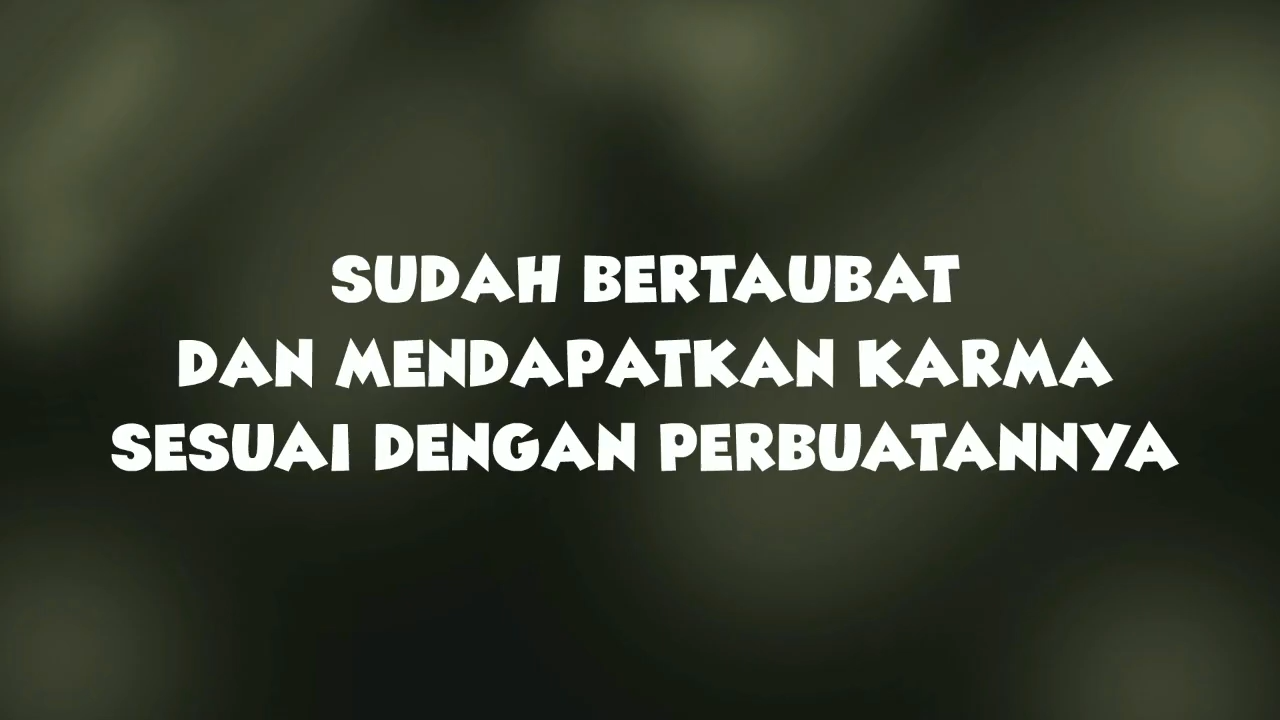 SUDAH BERTAUBAT
DAN MENDAPATKAN KARMA
SESUAI DENGAN PERBUATANNYA